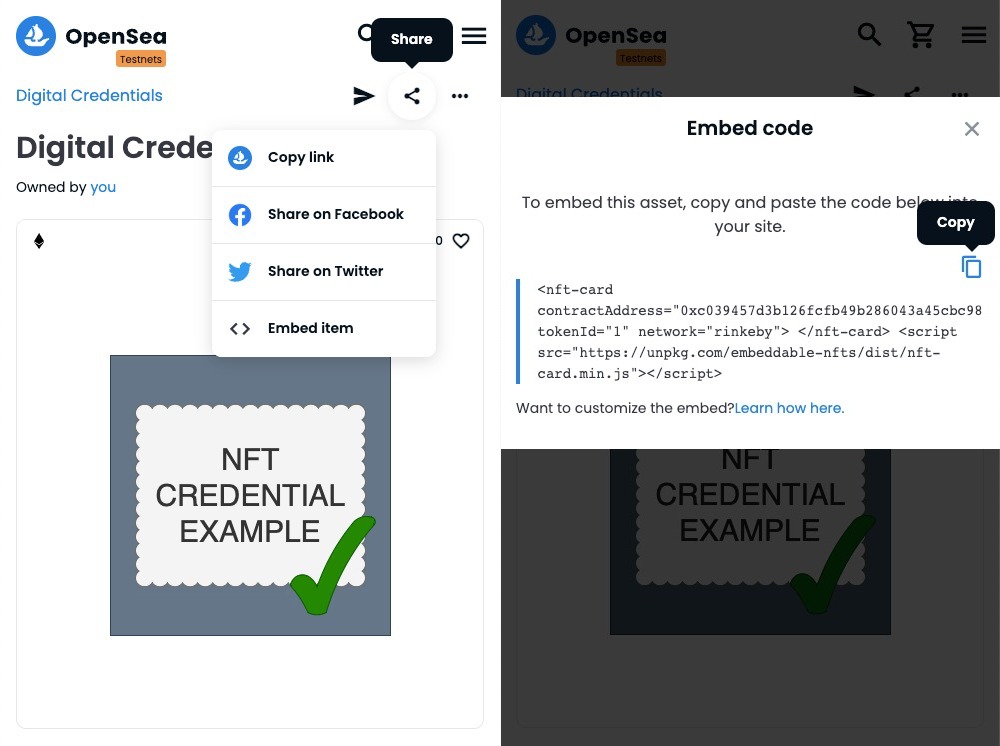 OpenSea
Testnets
Share
Digital Credentials
Digital Crede
Owned by you
Copy link
Share on Facebook
Share on Twitter
Embed item
0
NFT
CREDENTIAL
EXAMPLE
OpenSea
Testnets
Digital Credentials
Embed code
To embed this asset, copy and paste the code below into
your site.
Copy
<nft-card
contractAddress="0xc039457d3b126fcfb49b286043a45cbc98
tokenId="1" network="rinkeby"> </nft-card> <script
src="https://unpkg.com/embeddable-nfts/dist/nft-
card.min.js"></script>
Want to customize the embed?Learn how here.
NFT
CREDENTIAL
EXAMPLE